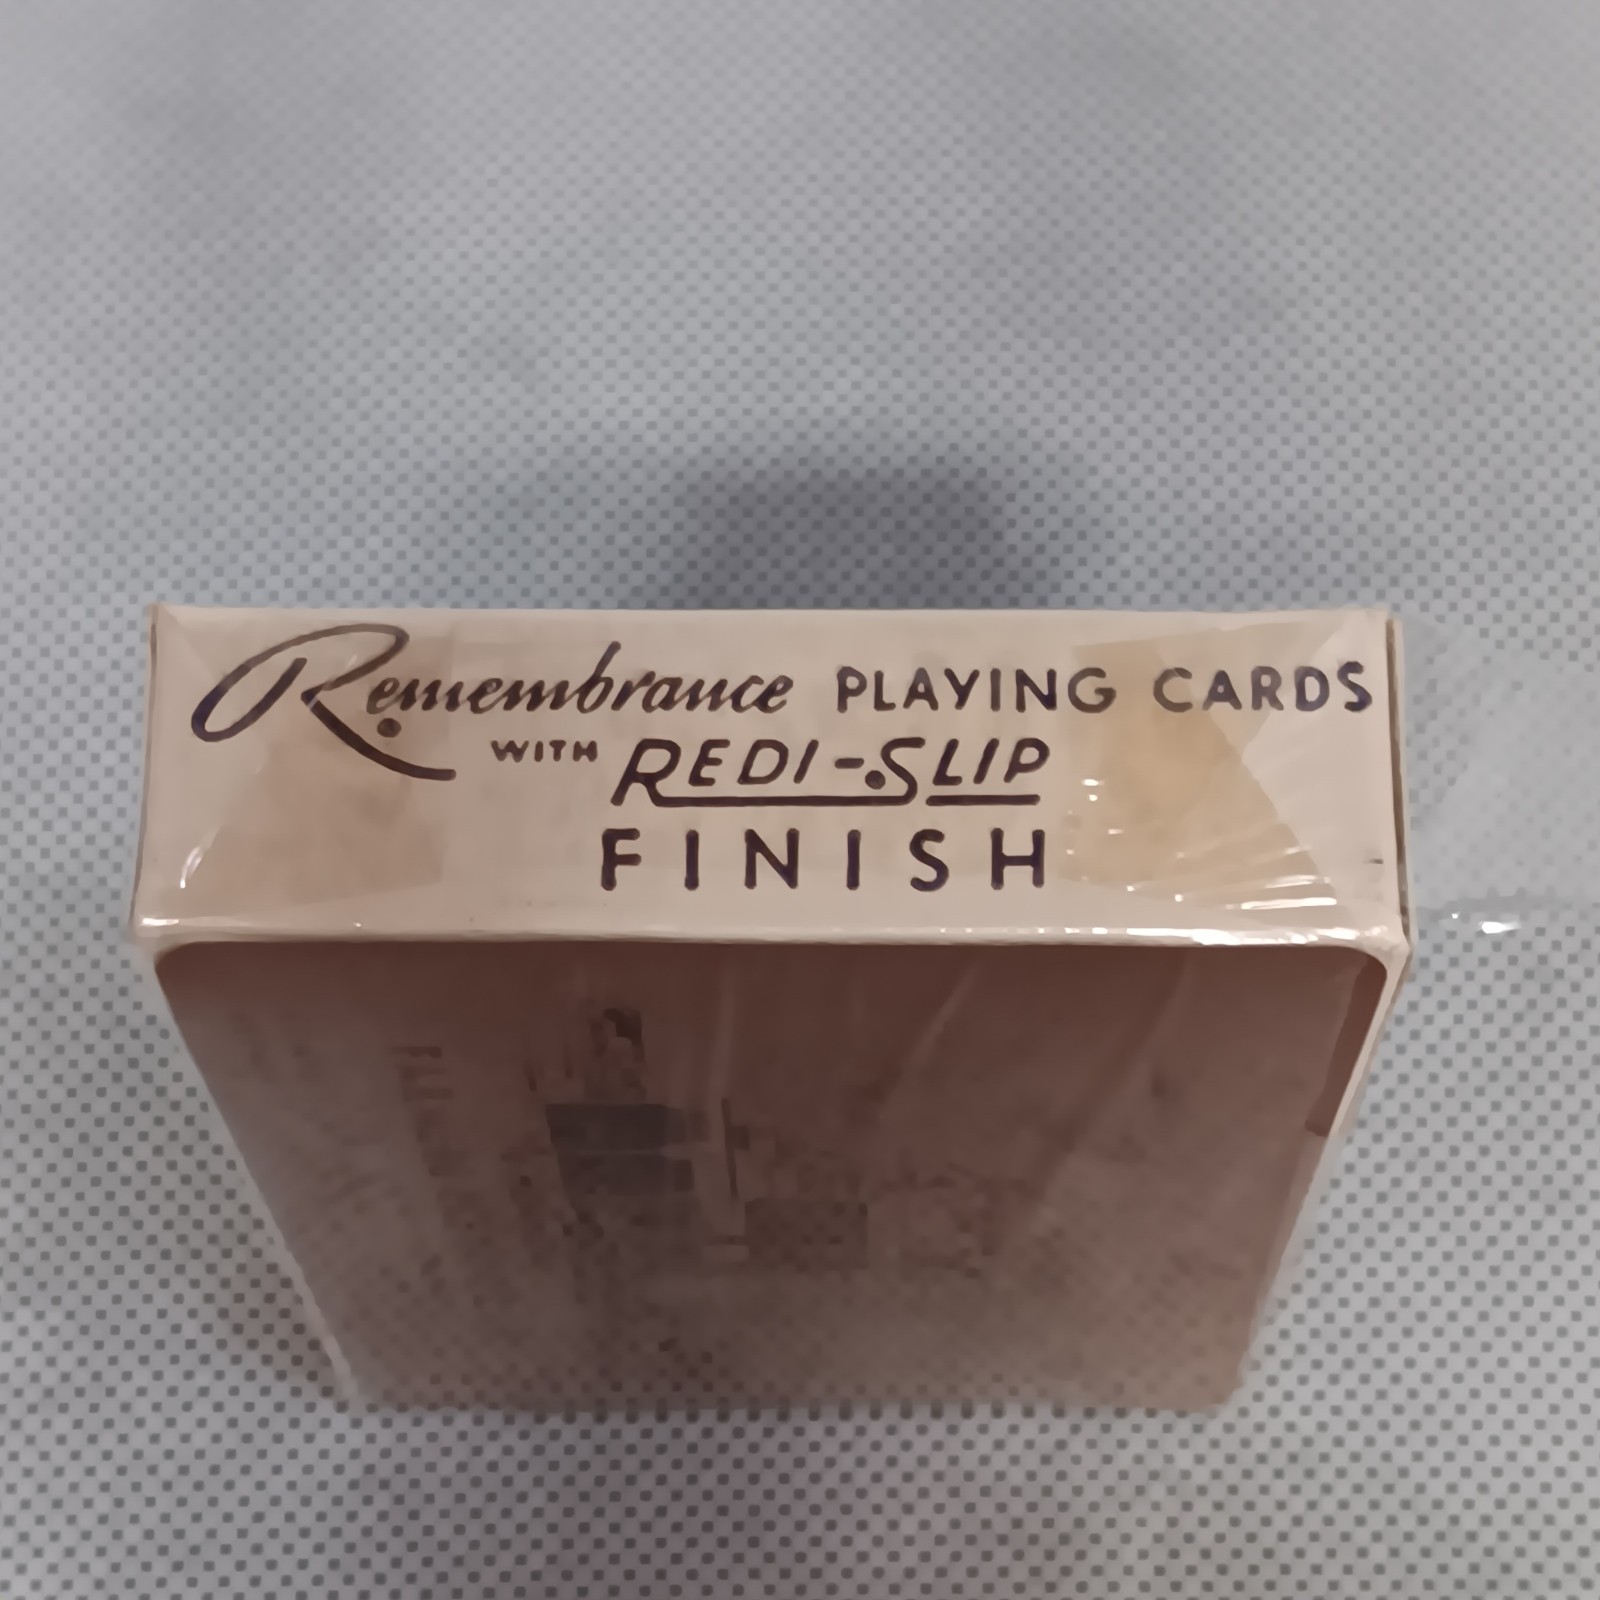 Remembrance PLAYING CARDS
WITH REDI-SLIP
FINISH